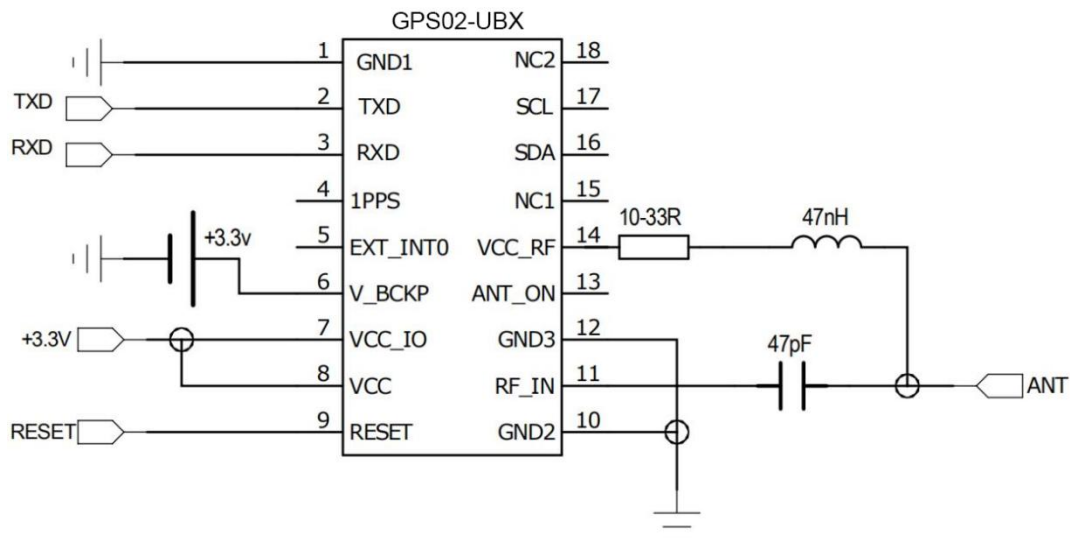 GPS02-UBX
1 GND1 NC2 18
TXD 2 TXD SCL 17
RXD 3 RXD SDA 16
4 1PPS NC1 15
10-33R 47nH
+3.3v 5 EXT_INT0 VCC_RF 14
6 V_BCKP ANT_ON 13
+3.3V 7 VCC_IO GND3 12
47pF
8 VCC RF_IN 11 ANT
RESET 9 RESET GND2 10